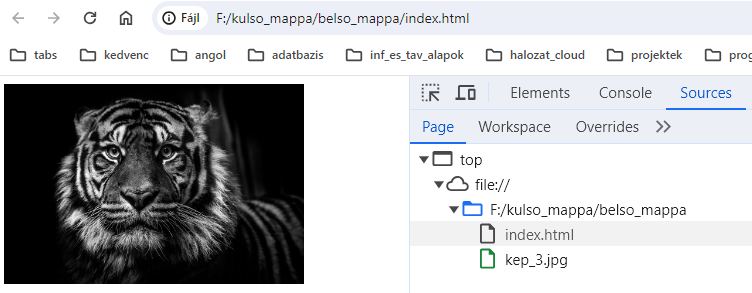 Fájl F:/kulso_mappa/belso_mappa/index.html
tabs kedvenc angol adatbazis inf_es_tav_alapok halozat_cloud projektek prog
Elements Console Sources
Page Workspace Overrides
top
file://
F:/kulso_mappa/belso_mappa
index.html
kep_3.jpg